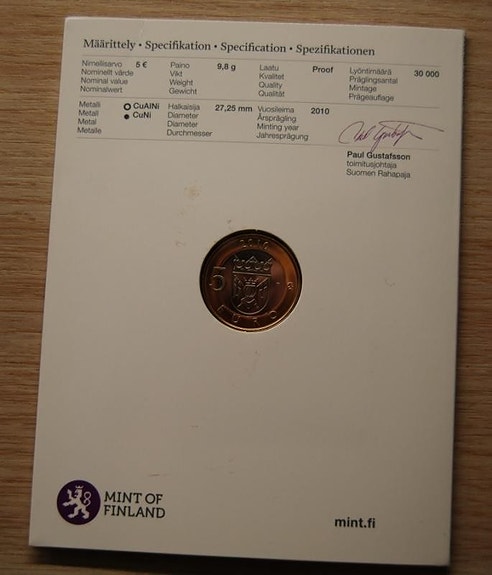 Määrittely • Spesifikation • Specification • Spezifikationen
Nimellisarvo 5 € Paino 9,8 g Laatu Proof Lyöntimäärä 30 000
Nominellt värde Vikt Kvalitet Präglingsantal
Nominal value Weight Quality Mintage
Nominalwert Gewicht Qualität Prägeauflage
Metalli CuAlNi Halkaisija 27,25 mm Vuosileima 2010
Metall CuNi Diameter Årsprägling
Metal Diameter Minting year
Metalle Durchmesser Jahresprägung
Paul Gustafsson
toimitusjohtaja
Suomen Rahapaja
2010
5
EURO
MINT OF
FINLAND
mint.fi